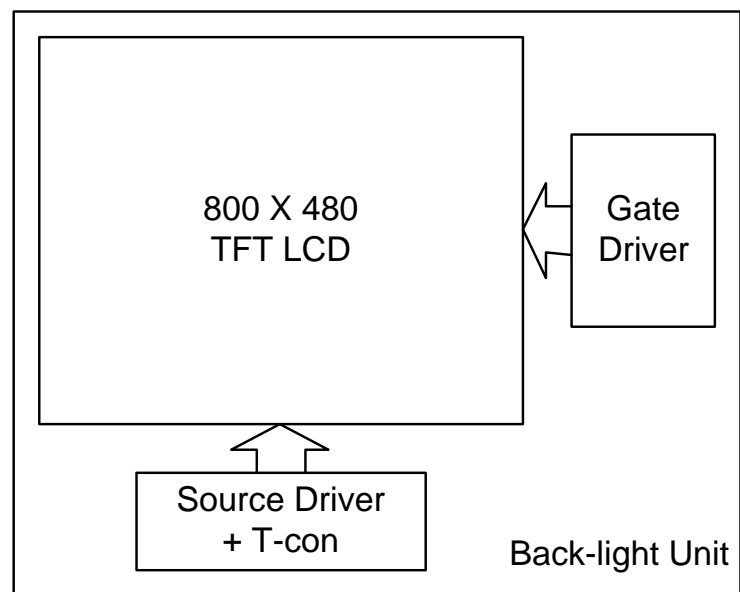 800 X 480
TFT LCD
Gate
Driver
Source Driver
+ T-con
Back-light Unit